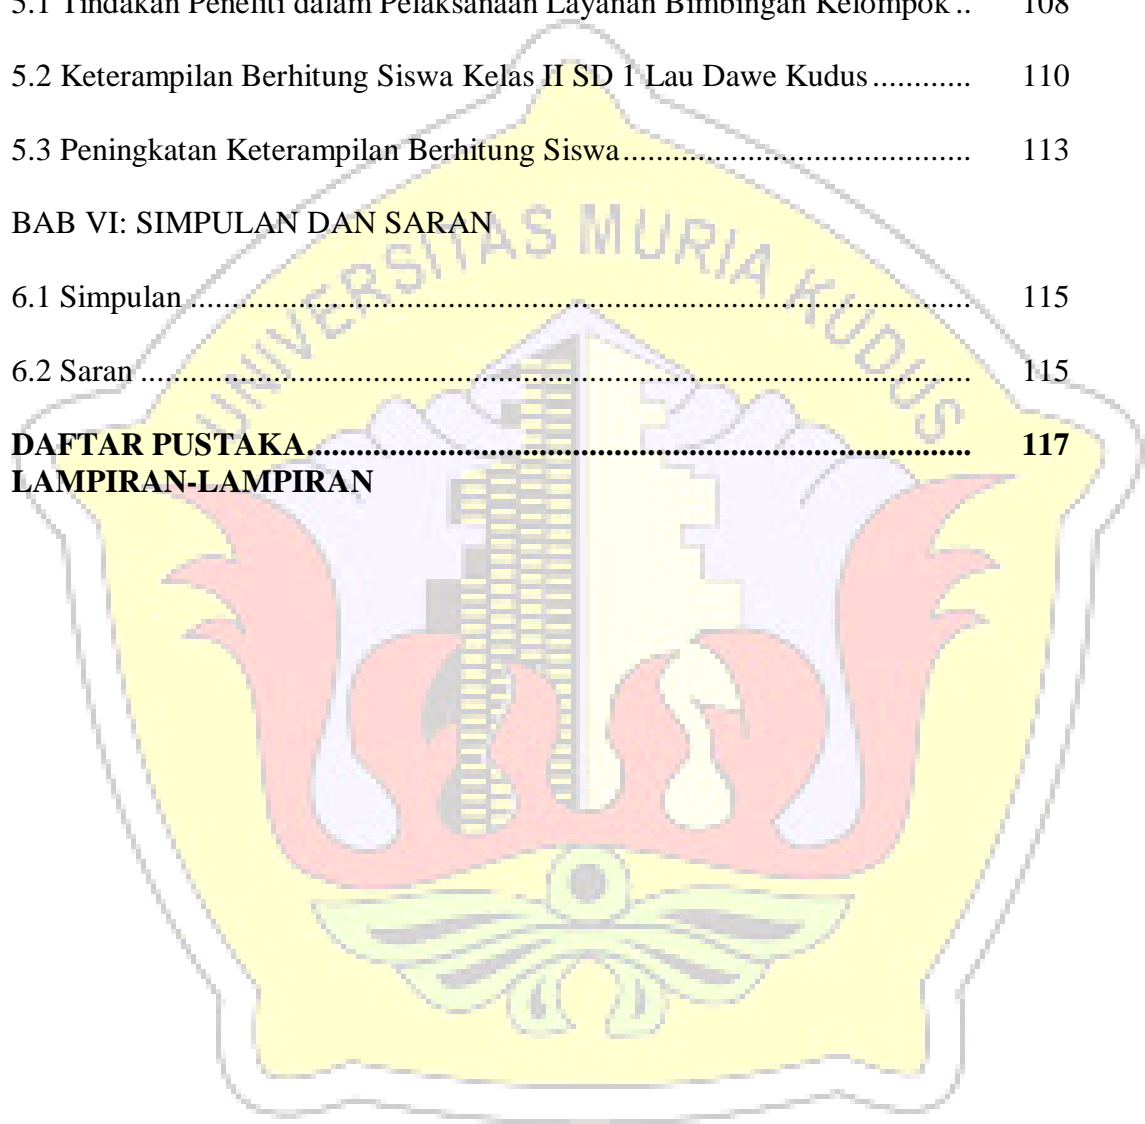 5.1 Tindakan Peneliti dalam Pelaksanaan Layanan Bimbingan Kelompok .. 108
5.2 Keterampilan Berhitung Siswa Kelas II SD 1 Lau Dawe Kudus ............ 110
5.3 Peningkatan Keterampilan Berhitung Siswa.......................................... 113
BAB VI: SIMPULAN DAN SARAN
UNIVERSITAS MURIA KUDUS
6.1 Simpulan ............................................................................................... 115
6.2 Saran ..................................................................................................... 115
DAFTAR PUSTAKA................................................................................. 117
LAMPIRAN-LAMPIRAN